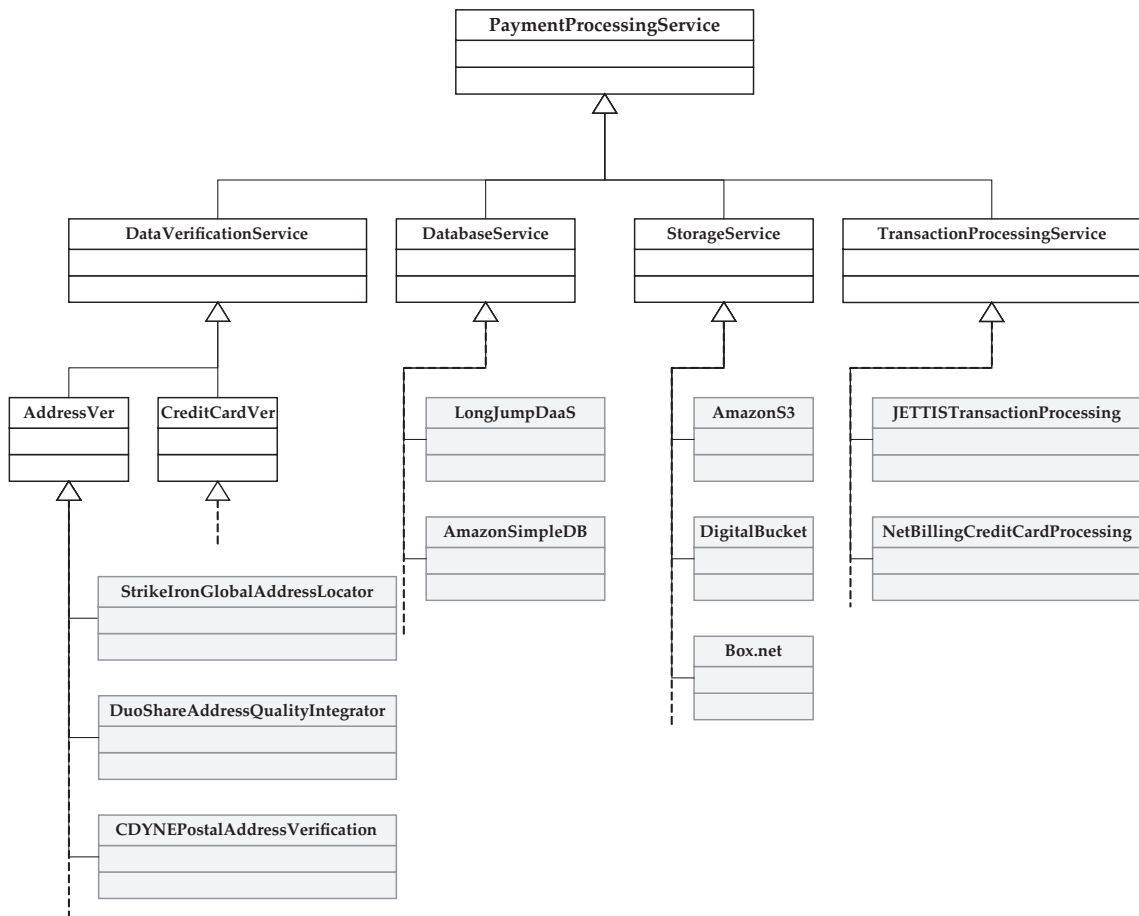 PaymentProcessingService
DataVerificationService
DatabaseService
StorageService
TransactionProcessingService
AddressVer
CreditCardVer
LongJumpDaaS
AmazonS3
JETTISTransactionProcessing
AmazonSimpleDB
DigitalBucket
NetBillingCreditCardProcessing
StrikeIronGlobalAddressLocator
Box.net
DuoShareAddressQualityIntegrator
CDYNEPostalAddressVerification